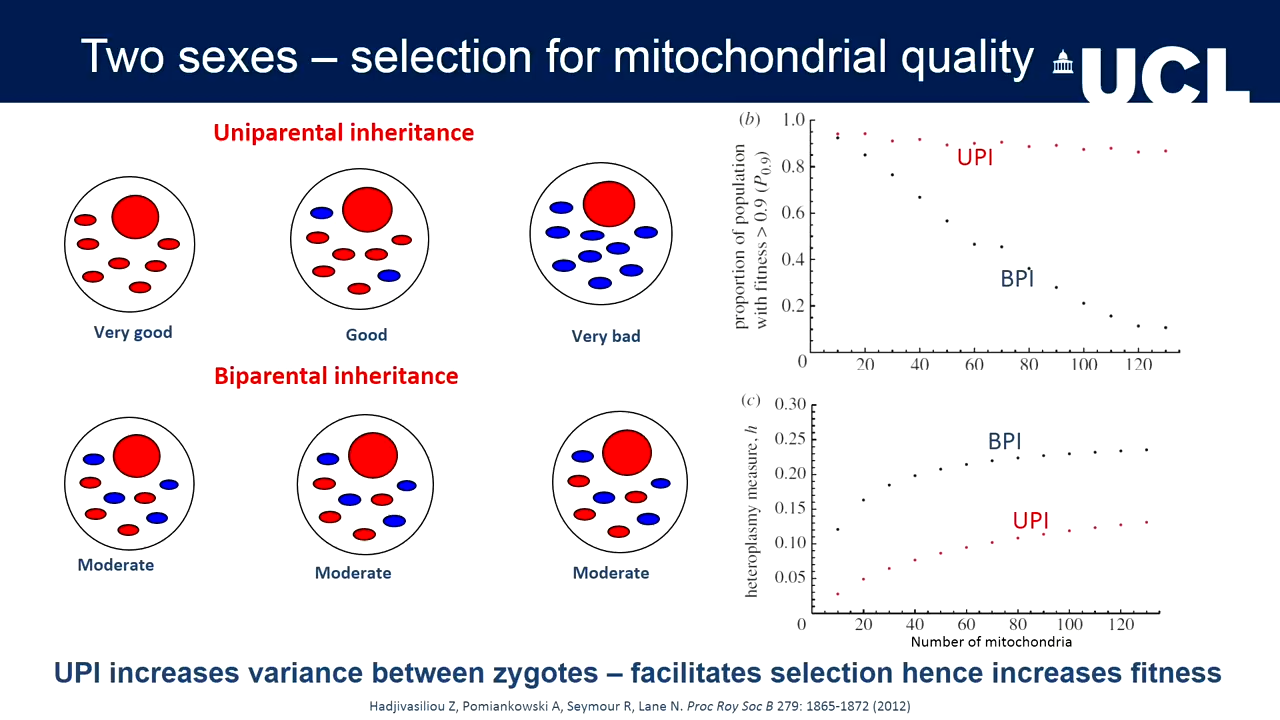 Two sexes – selection for mitochondrial quality
UCL
Uniparental inheritance
Very good
Good
Very bad
Biparental inheritance
Moderate
Moderate
Moderate
(b)
proportion of population
with fitness > 0.9 (P0.9)
1.0
0.8
0.6
0.4
0.2
0
20
40
60
80
100
120
UPI
BPI
(c)
heteroplasmy measure, h
0.30
0.25
0.20
0.15
0.10
0.05
0
20
40
60
80
100
120
BPI
UPI
Number of mitochondria
UPI increases variance between zygotes – facilitates selection hence increases fitness
Hadjivasiliou Z, Pomiankowski A, Seymour R, Lane N. Proc Roy Soc B 279: 1865-1872 (2012)